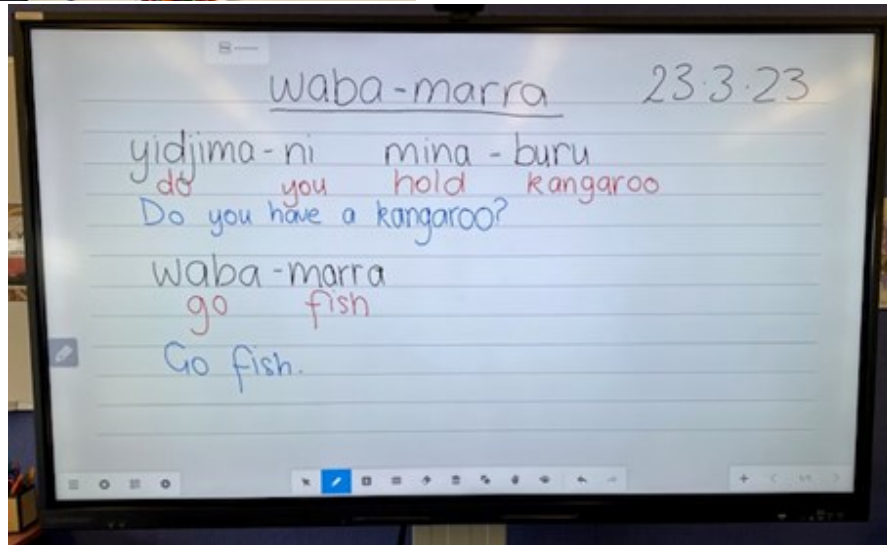 waba-marra 23.3.23
yidjima-ni mina-buru
do you hold kangaroo
Do you have a kangaroo?
waba-marra
go fish
Go fish.